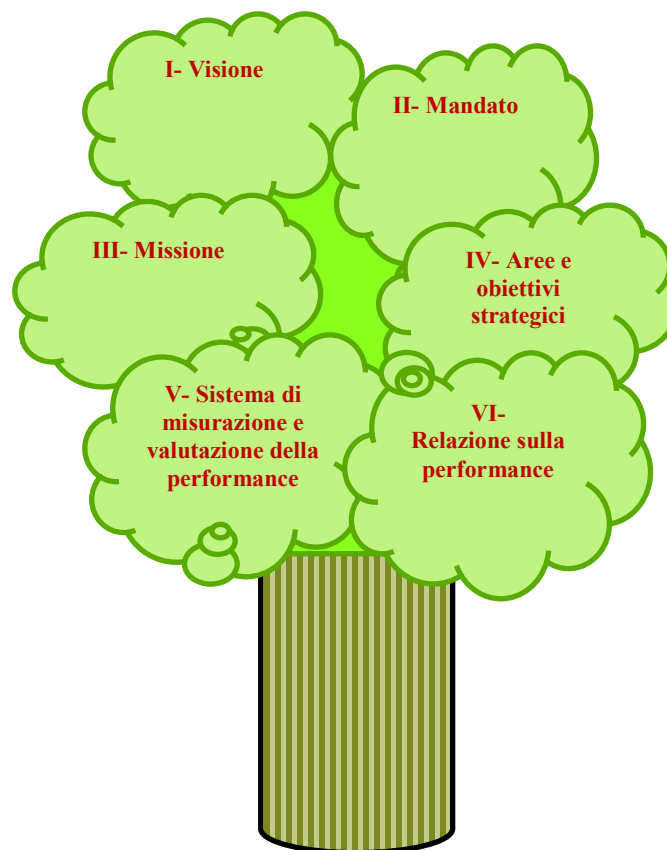 I- Visione
II- Mandato
III- Missione
IV- Aree e
obiettivi
strategici
V- Sistema di
misurazione e
valutazione della
performance
VI-
Relazione sulla
performance